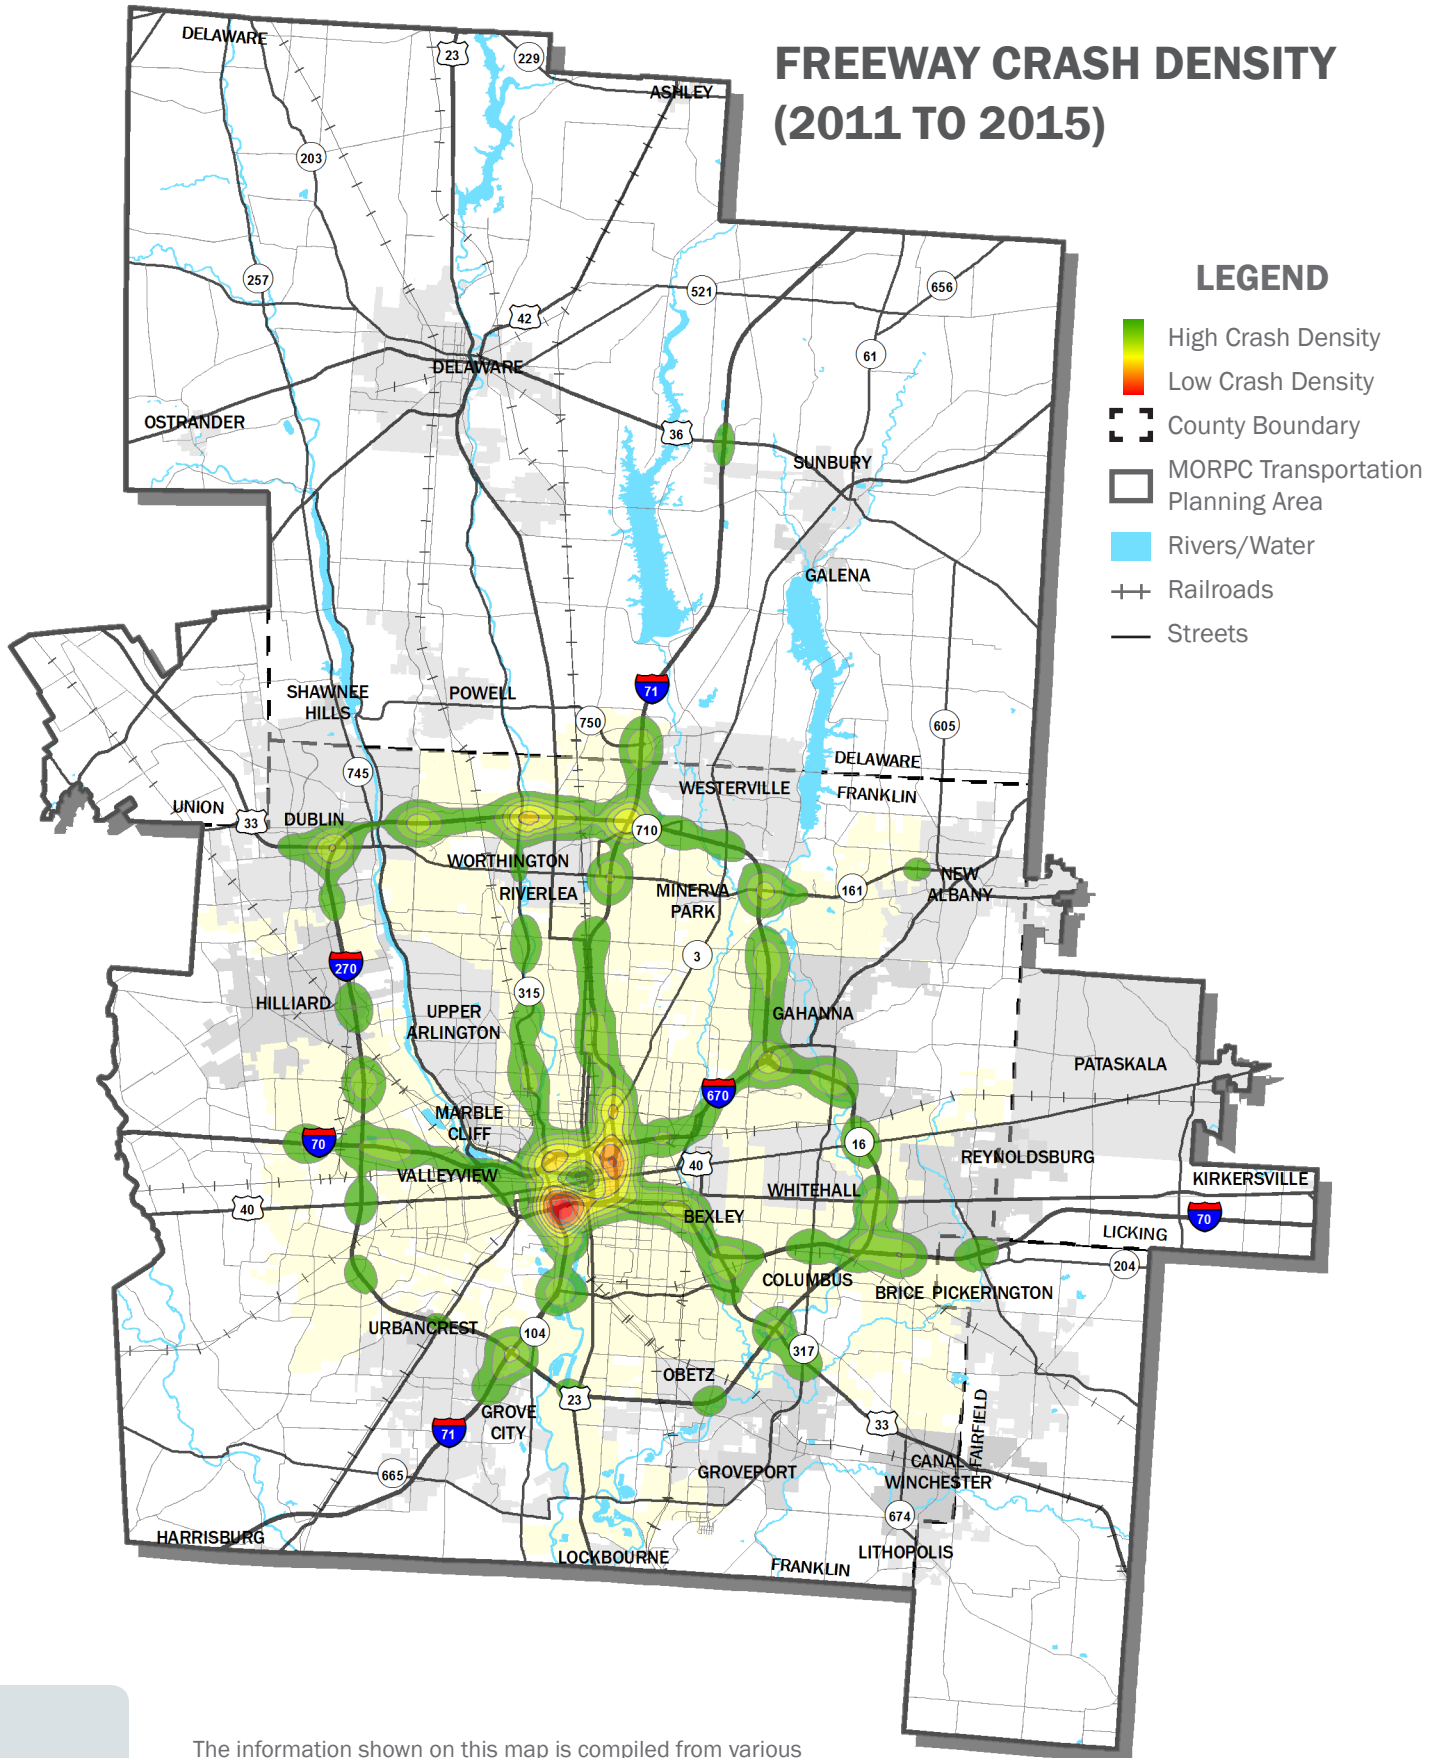 FREEWAY CRASH DENSITY
(2011 TO 2015)
LEGEND
High Crash Density
Low Crash Density
County Boundary
MORPC Transportation
Planning Area
Rivers/Water
Railroads
Streets
DELAWARE
23
229
ASHLEY
203
257
521
656
42
61
DELAWARE
OSTRANDER
36
SUNBURY
GALENA
SHAWNEE
HILLS
POWELL
71
750
605
745
DELAWARE
WESTERVILLE
FRANKLIN
UNION
33
DUBLIN
710
WORTHINGTON
RIVERLEA
MINERVA
PARK
161
NEW
ALBANY
3
270
315
HILLIARD
UPPER
ARLINGTON
GAHANNA
PATASKALA
670
MARBLE
CLIFF
70
16
VALLEYVIEW
40
REYNOLDSBURG
KIRKERSVILLE
WHITEHALL
40
BEXLEY
70
LICKING
204
COLUMBUS
BRICE
PICKERINGTON
URBANCREST
104
317
OBETZ
23
GROVE
CITY
71
33
FAIRFIELD
665
GROVEPORT
CANAL
WINCHESTER
674
HARRISBURG
LOCKBOURNE
FRANKLIN
LITHOPOLIS
The information shown on this map is compiled from various